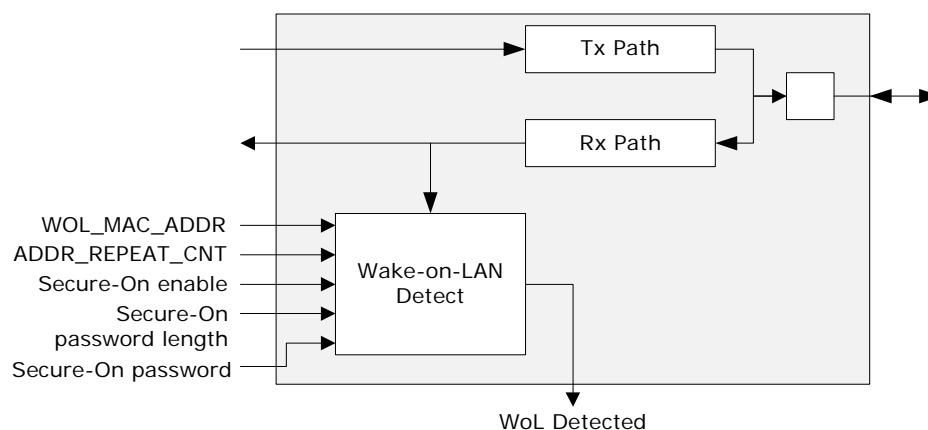 Tx Path
Rx Path
WOL_MAC_ADDR
ADDR_REPEAT_CNT
Secure-On enable
Secure-On
password length
Secure-On password
Wake-on-LAN
Detect
WoL Detected